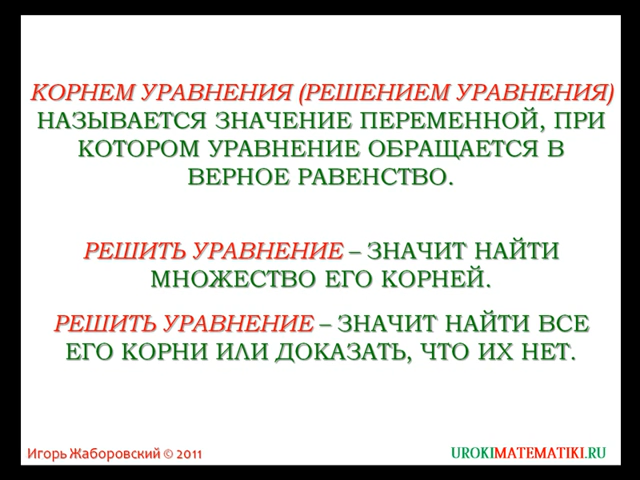 КОРНЕМ УРАВНЕНИЯ (РЕШЕНИЕМ УРАВНЕНИЯ)
НАЗЫВАЕТСЯ ЗНАЧЕНИЕ ПЕРЕМЕННОЙ, ПРИ
КОТОРОМ УРАВНЕНИЕ ОБРАЩАЕТСЯ В
ВЕРНОЕ РАВЕНСТВО.
РЕШИТЬ УРАВНЕНИЕ – ЗНАЧИТ НАЙТИ
МНОЖЕСТВО ЕГО КОРНЕЙ.
РЕШИТЬ УРАВНЕНИЕ – ЗНАЧИТ НАЙТИ ВСЕ
ЕГО КОРНИ ИЛИ ДОКАЗАТЬ, ЧТО ИХ НЕТ.
Игорь Жаборовский © 2011
UROKIMATEMATIKI.RU